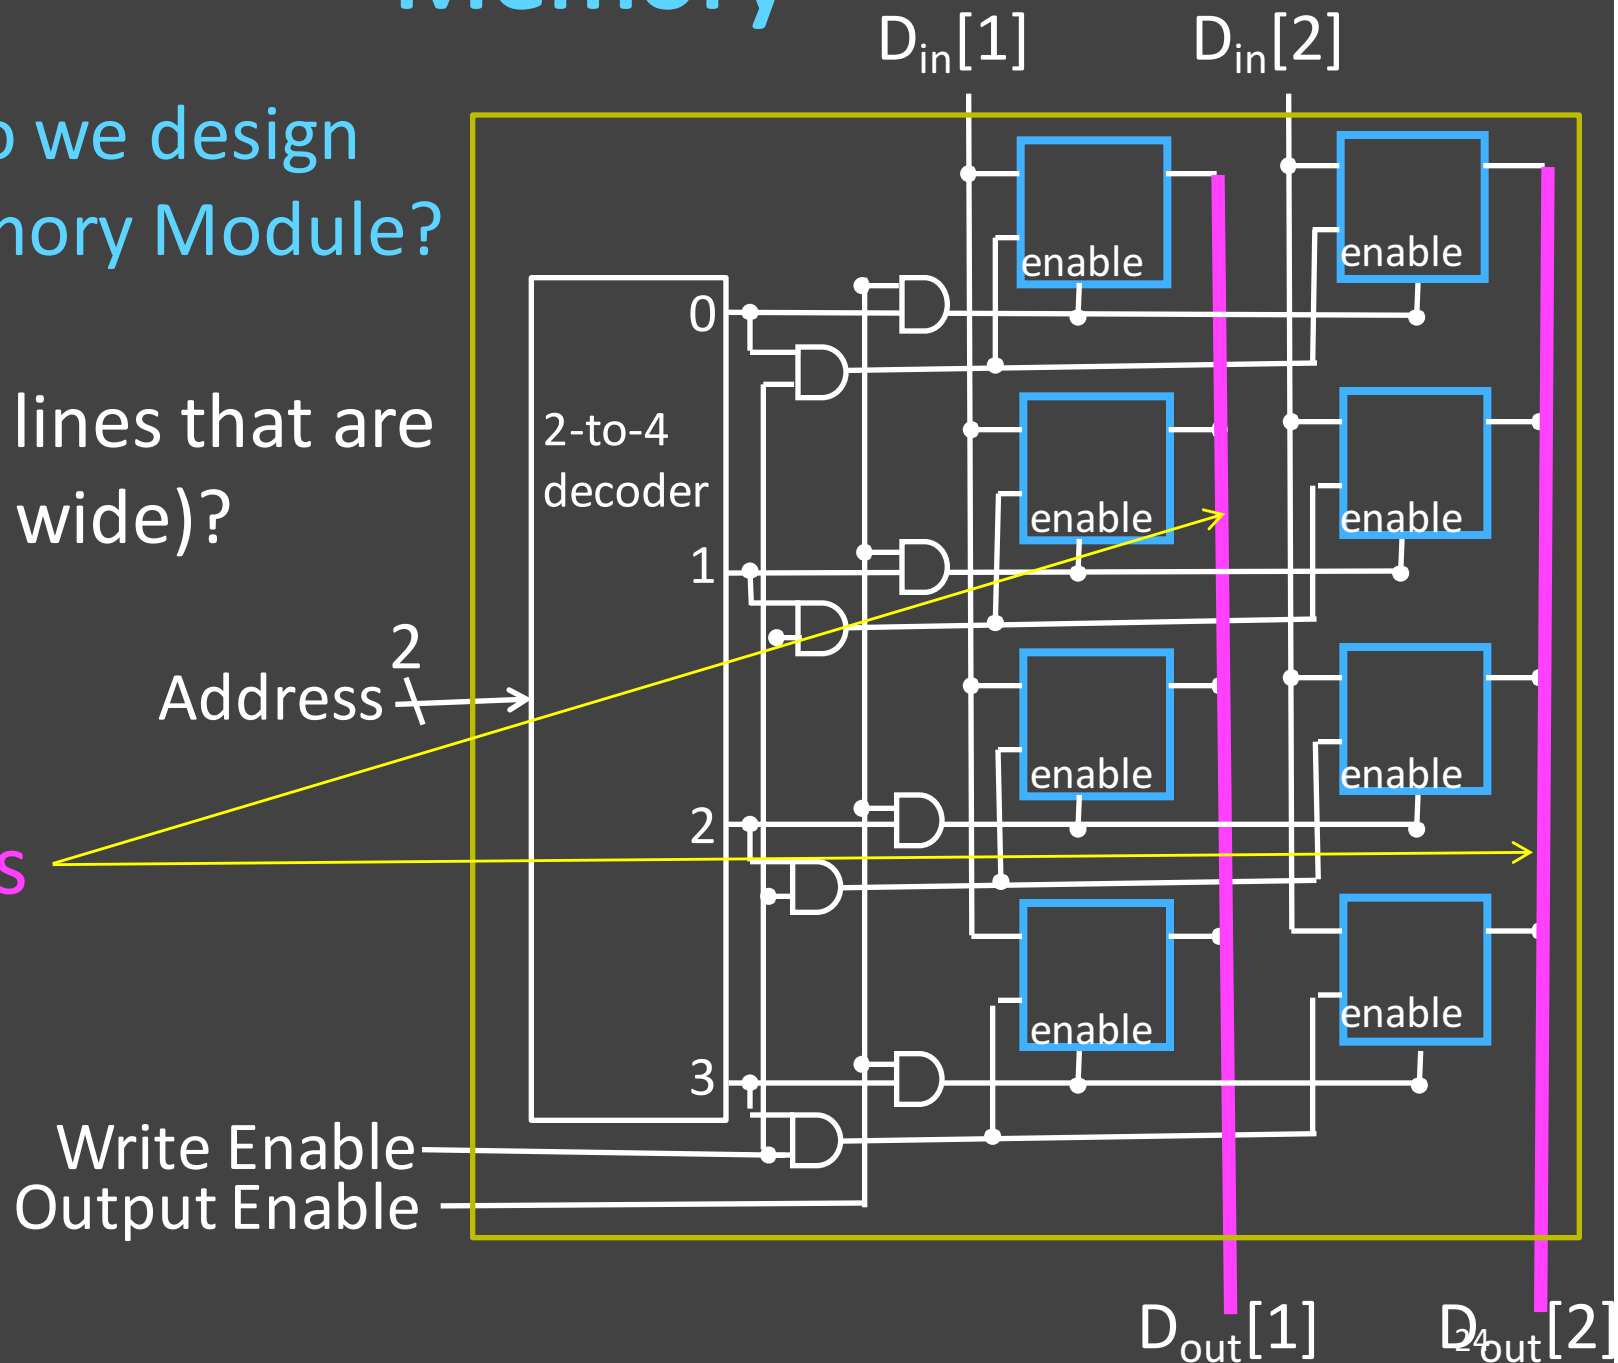 Memory
D_in[1]
D_in[2]
we design
Module?
lines that are
wide)?
2-to-4
decoder
0
1
2
3
enable
enable
enable
enable
enable
enable
enable
enable
2
Address
s
Write Enable
Output Enable
D_out[1]
D_out[2]
24